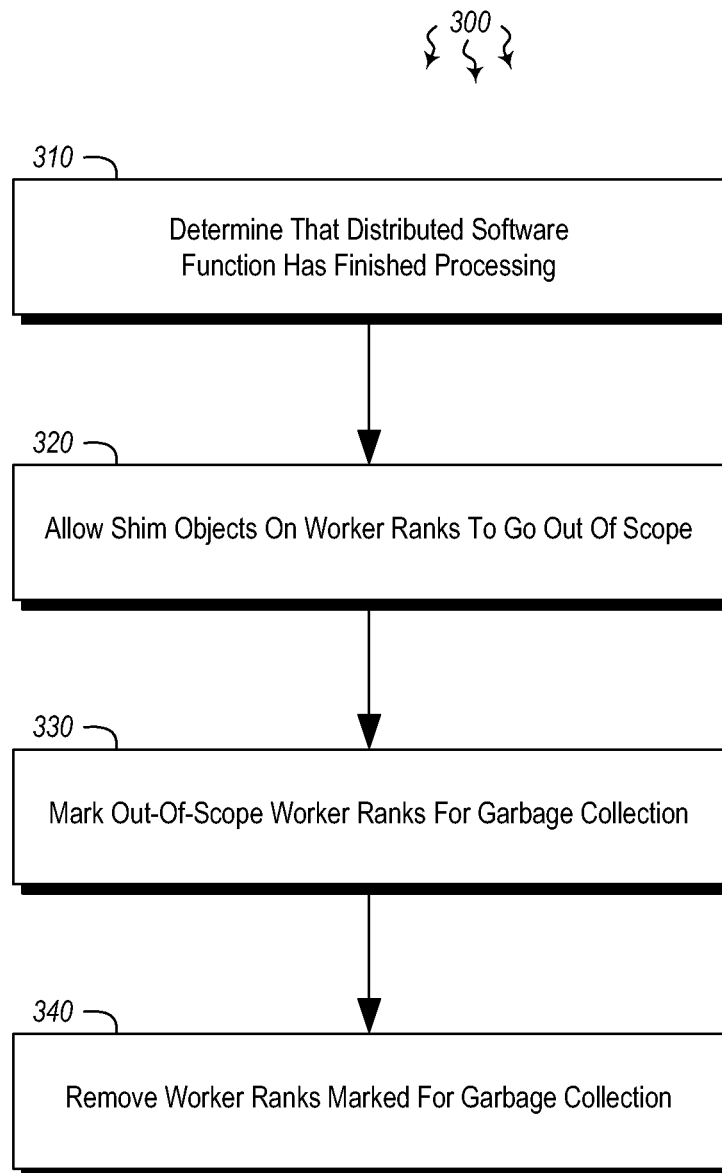 300
310
Determine That Distributed Software
Function Has Finished Processing
320
Allow Shim Objects On Worker Ranks To Go Out Of Scope
330
Mark Out-Of-Scope Worker Ranks For Garbage Collection
340
Remove Worker Ranks Marked For Garbage Collection